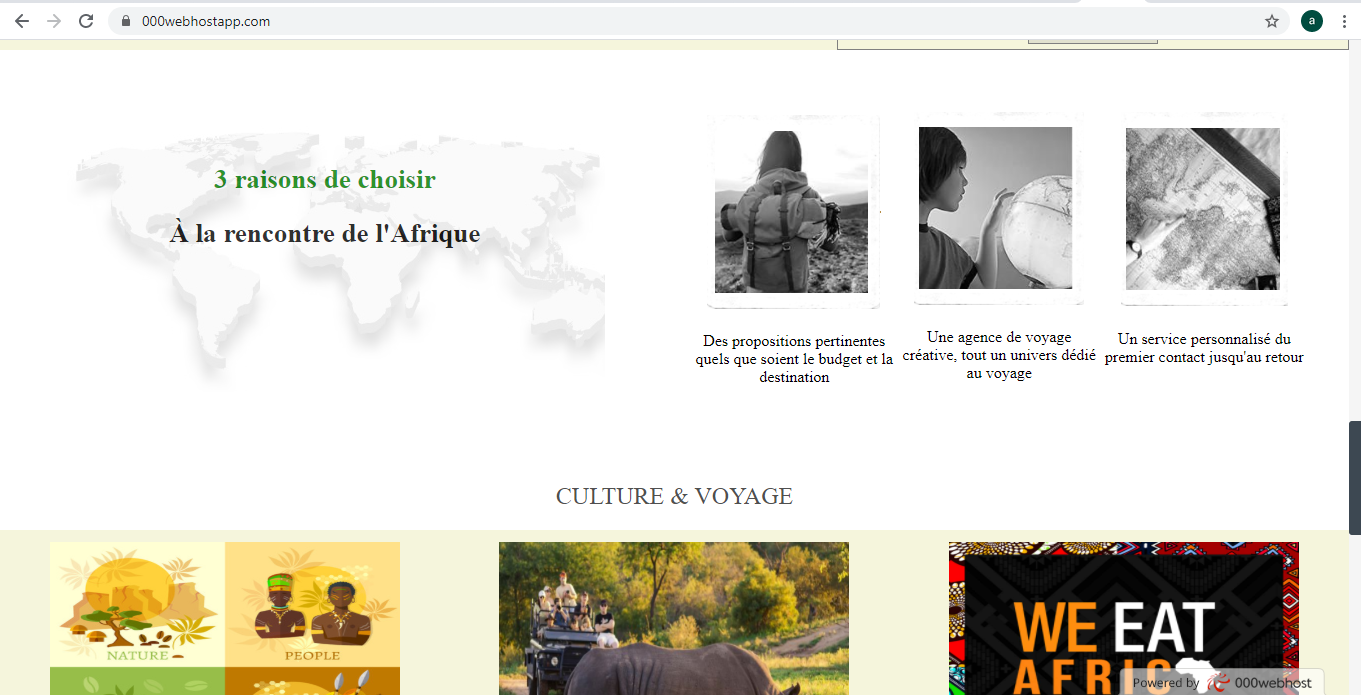 000webhostapp.com
a
3 raisons de choisir
À la rencontre de l'Afrique
Des propositions pertinentes
quels que soient le budget et la
destination
Une agence de voyage
créative, tout un univers dédié
au voyage
Un service personnalisé du
premier contact jusqu'au retour
CULTURE & VOYAGE
NATURE
PEOPLE
WE EAT
AFRIC
Powered by 000webhost